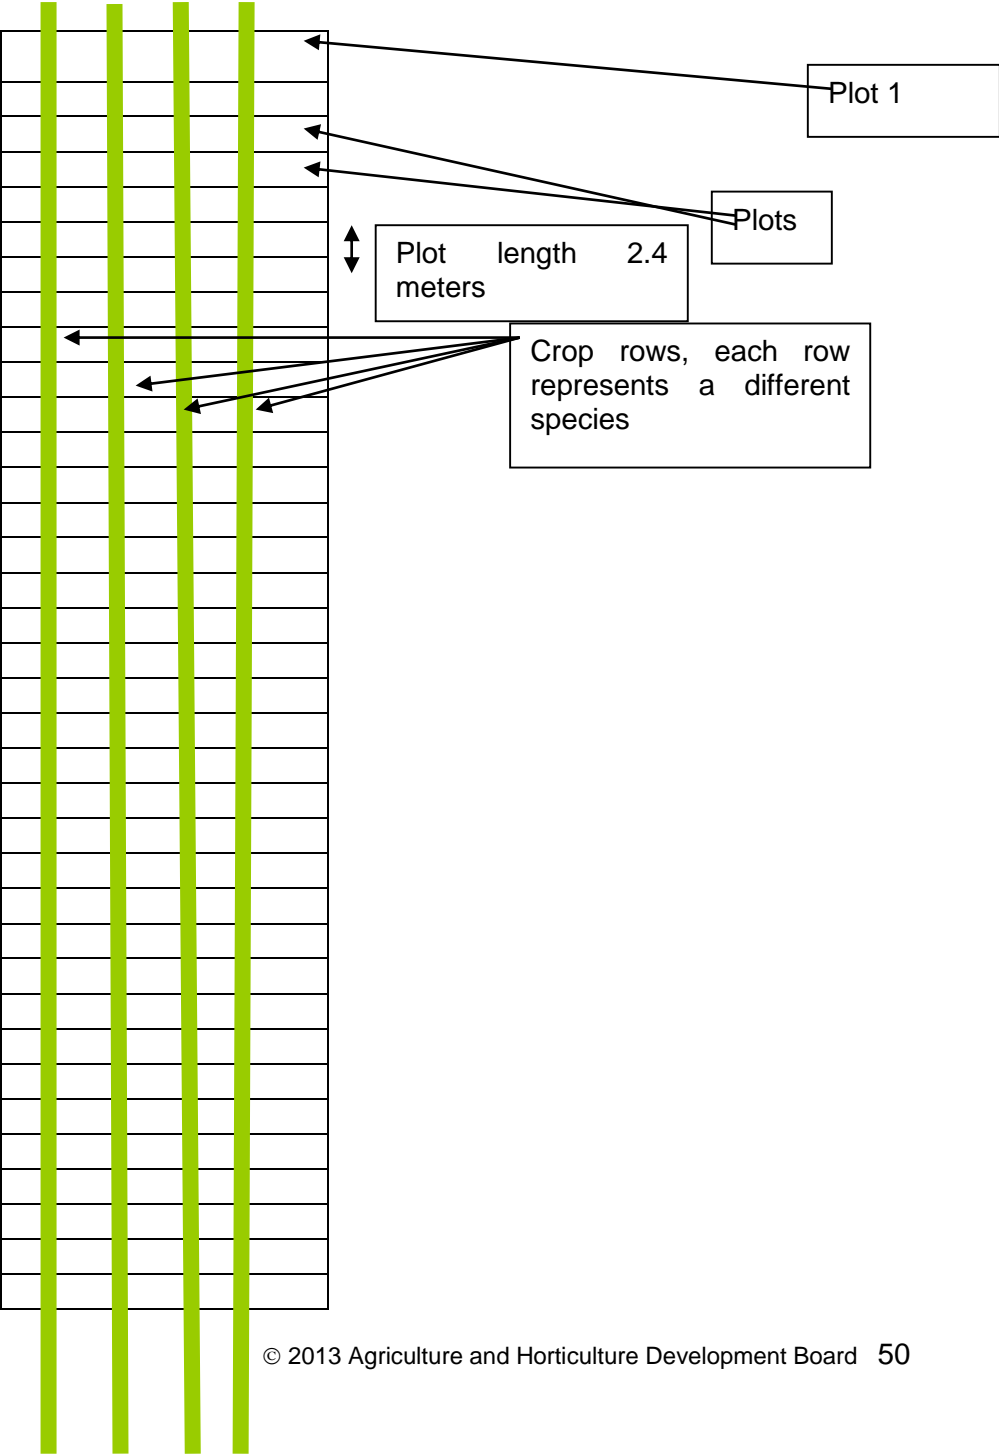 Plot 1
Plots
Plot length 2.4
meters
Crop rows, each row
represents a different
species
© 2013 Agriculture and Horticulture Development Board 50